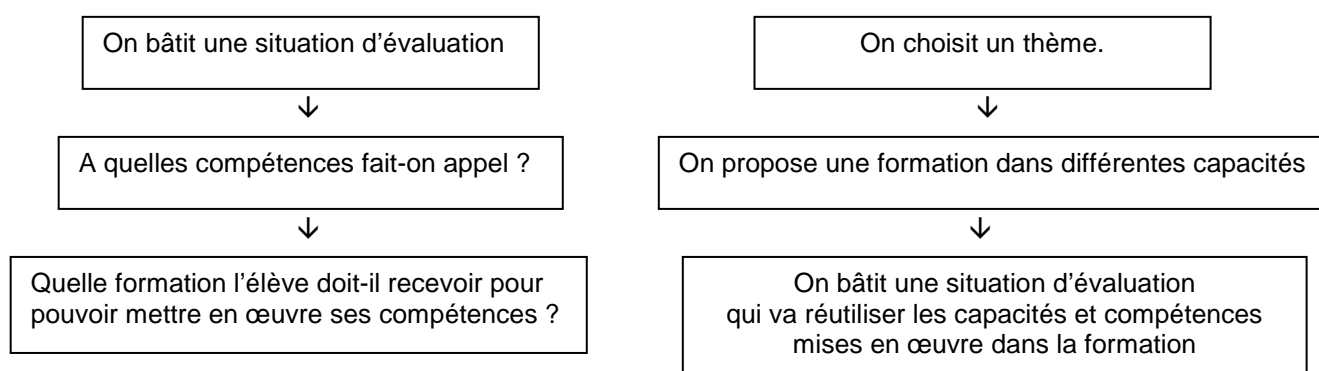 On bâtit une situation d’évaluation
↓
A quelles compétences fait-on appel ?
↓
Quelle formation l’élève doit-il recevoir pour
pouvoir mettre en œuvre ses compétences ?
On choisit un thème.
↓
On propose une formation dans différentes capacités
↓
On bâtit une situation d’évaluation
qui va réutiliser les capacités et compétences
mises en œuvre dans la formation